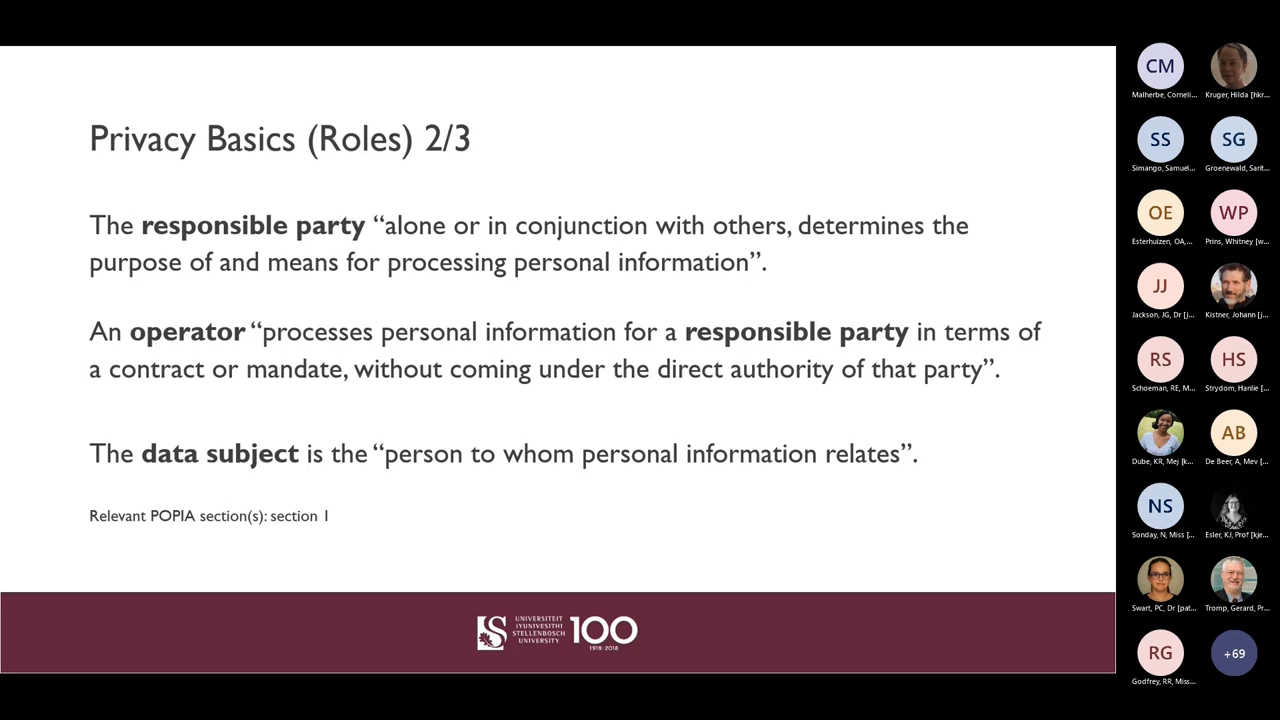 Privacy Basics (Roles) 2/3
The responsible party “alone or in conjunction with others, determines the
purpose of and means for processing personal information”.
An operator “processes personal information for a responsible party in terms of
a contract or mandate, without coming under the direct authority of that party”.
The data subject is the “person to whom personal information relates”.
Relevant POPIA section(s): section 1
UNIVERSITEIT
IYUNIVESITHI
STELLENBOSCH
UNIVERSITY
100
1918·2018
CM
Malherbe, Corneli...
Kruger, Hilda [hkr...
SS
SG
Simango, Samuel...
Groenewald, Sarit...
OE
WP
Esterhuizen, OA,...
Prins, Whitney [w...
JJ
Jackson, JG, Dr [j...
Kistner, Johann [j...
RS
HS
Schoeman, RE, M...
Strydom, Hanlie [...
AB
Dube, KR, Mej [k...
De Beer, A, Mev [...
NS
Sonday, N, Miss [...
Esler, KJ, Prof [kje...
Swart, PC, Dr [pat...
Tromp, Gerard, Pr...
RG
+69
Godfrey, RR, Miss...